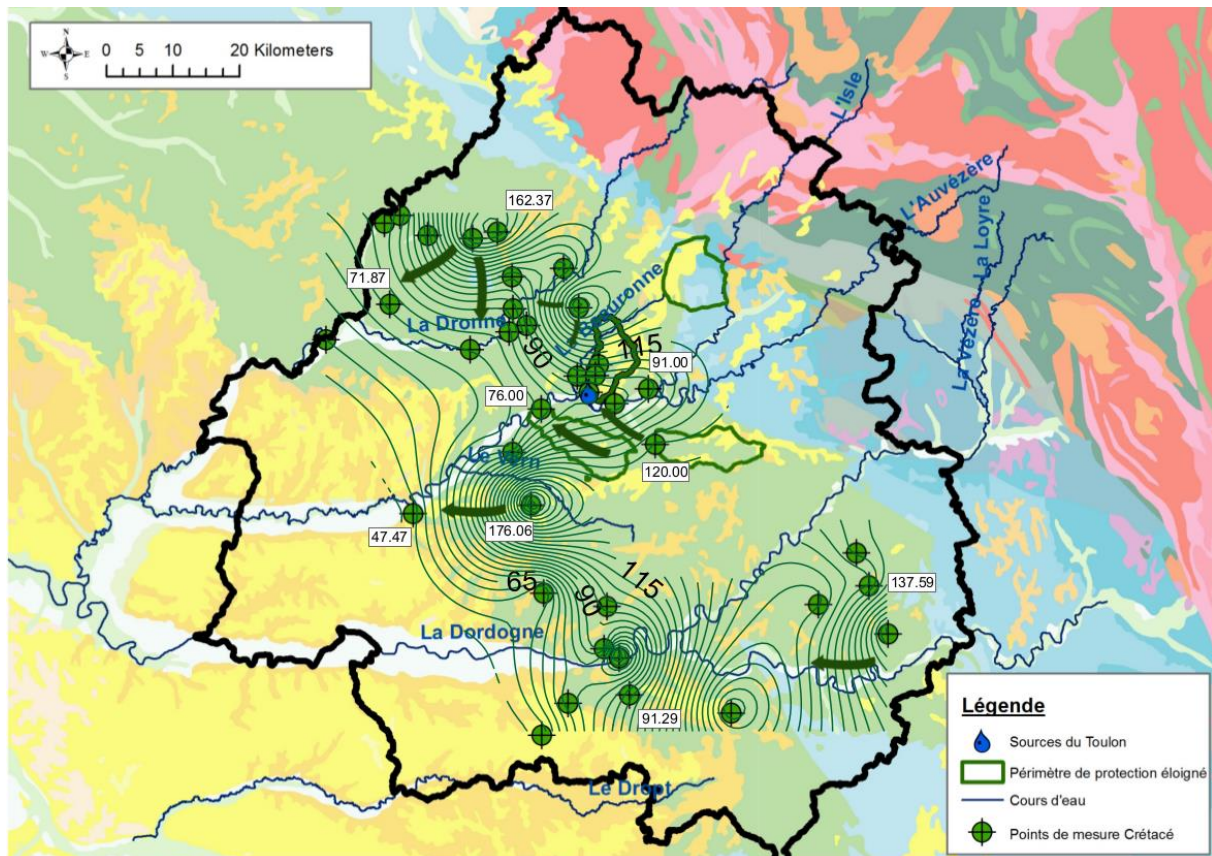 N
W E
S
0 5 10 20 Kilometers
L'Isle
L'Auvézère
La Loyre
La Vézère
162.37
71.87
La Dronne
90
115
91.00
76.00
Le Vern
120.00
47.47
176.06
65
90
115
137.59
La Dordogne
91.29
Le Dropt
Légende
Sources du Toulon
Périmètre de protection éloigné
Cours d'eau
Points de mesure Crétacé